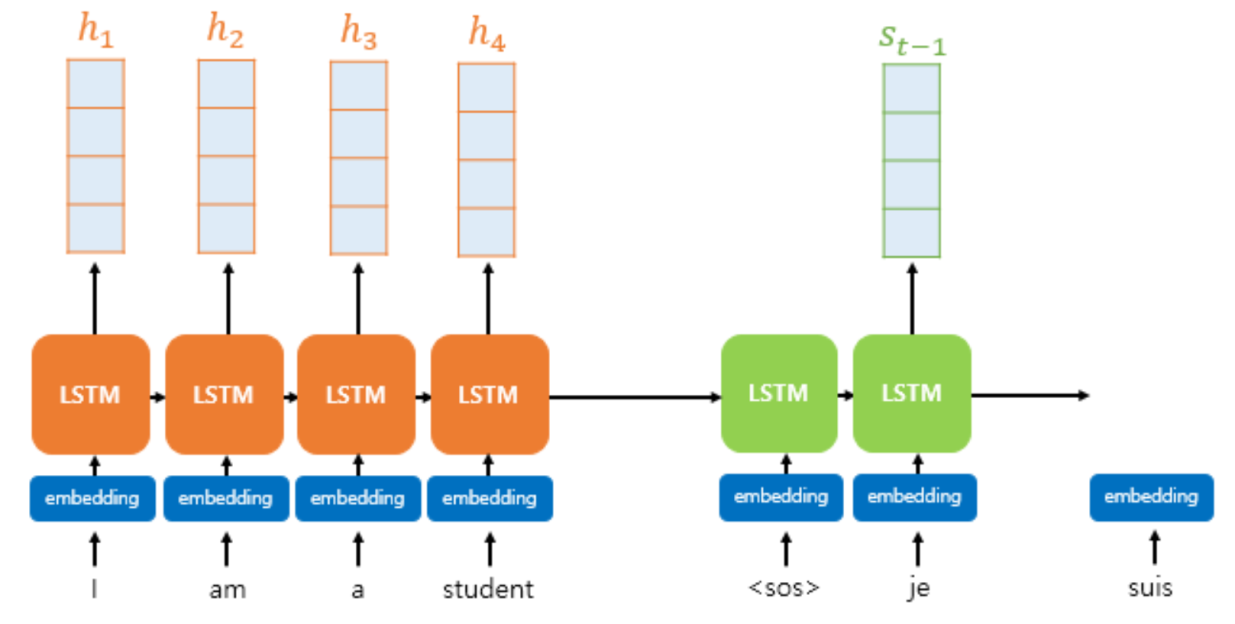 h₁ h₂ h₃ h₄ sₜ₋₁
LSTM LSTM LSTM LSTM LSTM LSTM
embedding embedding embedding embedding embedding embedding embedding
I am a student <sos> je suis